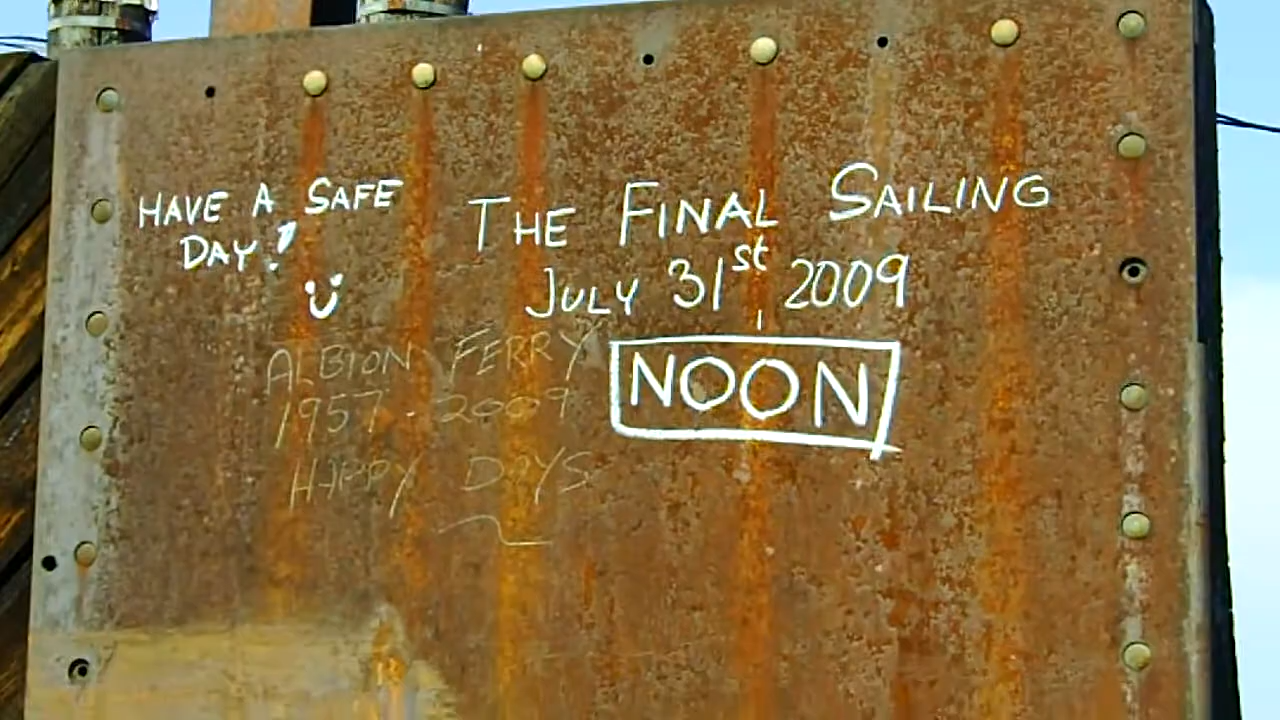 HAVE A SAFE
DAY!
THE FINAL SAILING
JULY 31st 2009
NOON
ALBION FERRY
1957 - 2009
HAPPY DAYS